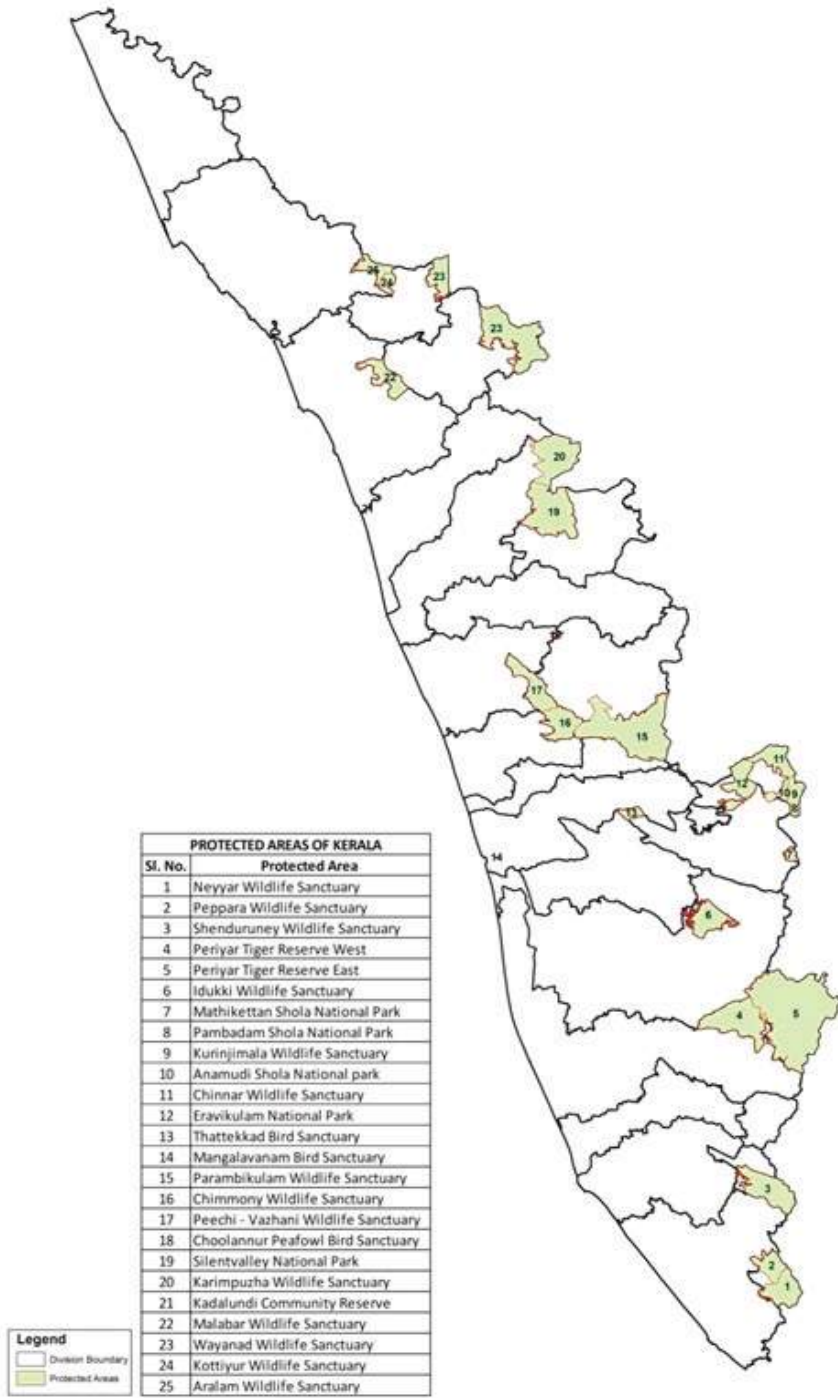 25
24
23
23
22
20
19
17
16
15
11
12
10
9
8
13
14
7
6
4
5
3
2
1
PROTECTED AREAS OF KERALA
Sl. No. Protected Area
1 Neyyar Wildlife Sanctuary
2 Peppara Wildlife Sanctuary
3 Shenduruney Wildlife Sanctuary
4 Periyar Tiger Reserve West
5 Periyar Tiger Reserve East
6 Idukki Wildlife Sanctuary
7 Mathikettan Shola National Park
8 Pambadam Shola National Park
9 Kurinjimala Wildlife Sanctuary
10 Anamudi Shola National park
11 Chinnar Wildlife Sanctuary
12 Eravikulam National Park
13 Thattekkad Bird Sanctuary
14 Mangalavanam Bird Sanctuary
15 Parambikulam Wildlife Sanctuary
16 Chimmony Wildlife Sanctuary
17 Peechi - Vazhani Wildlife Sanctuary
18 Choolannur Peafowl Bird Sanctuary
19 Silentvalley National Park
20 Karimpuzha Wildlife Sanctuary
21 Kadalundi Community Reserve
22 Malabar Wildlife Sanctuary
23 Wayanad Wildlife Sanctuary
24 Kottiyur Wildlife Sanctuary
25 Aralam Wildlife Sanctuary
Legend
Division Boundary
Protected Areas